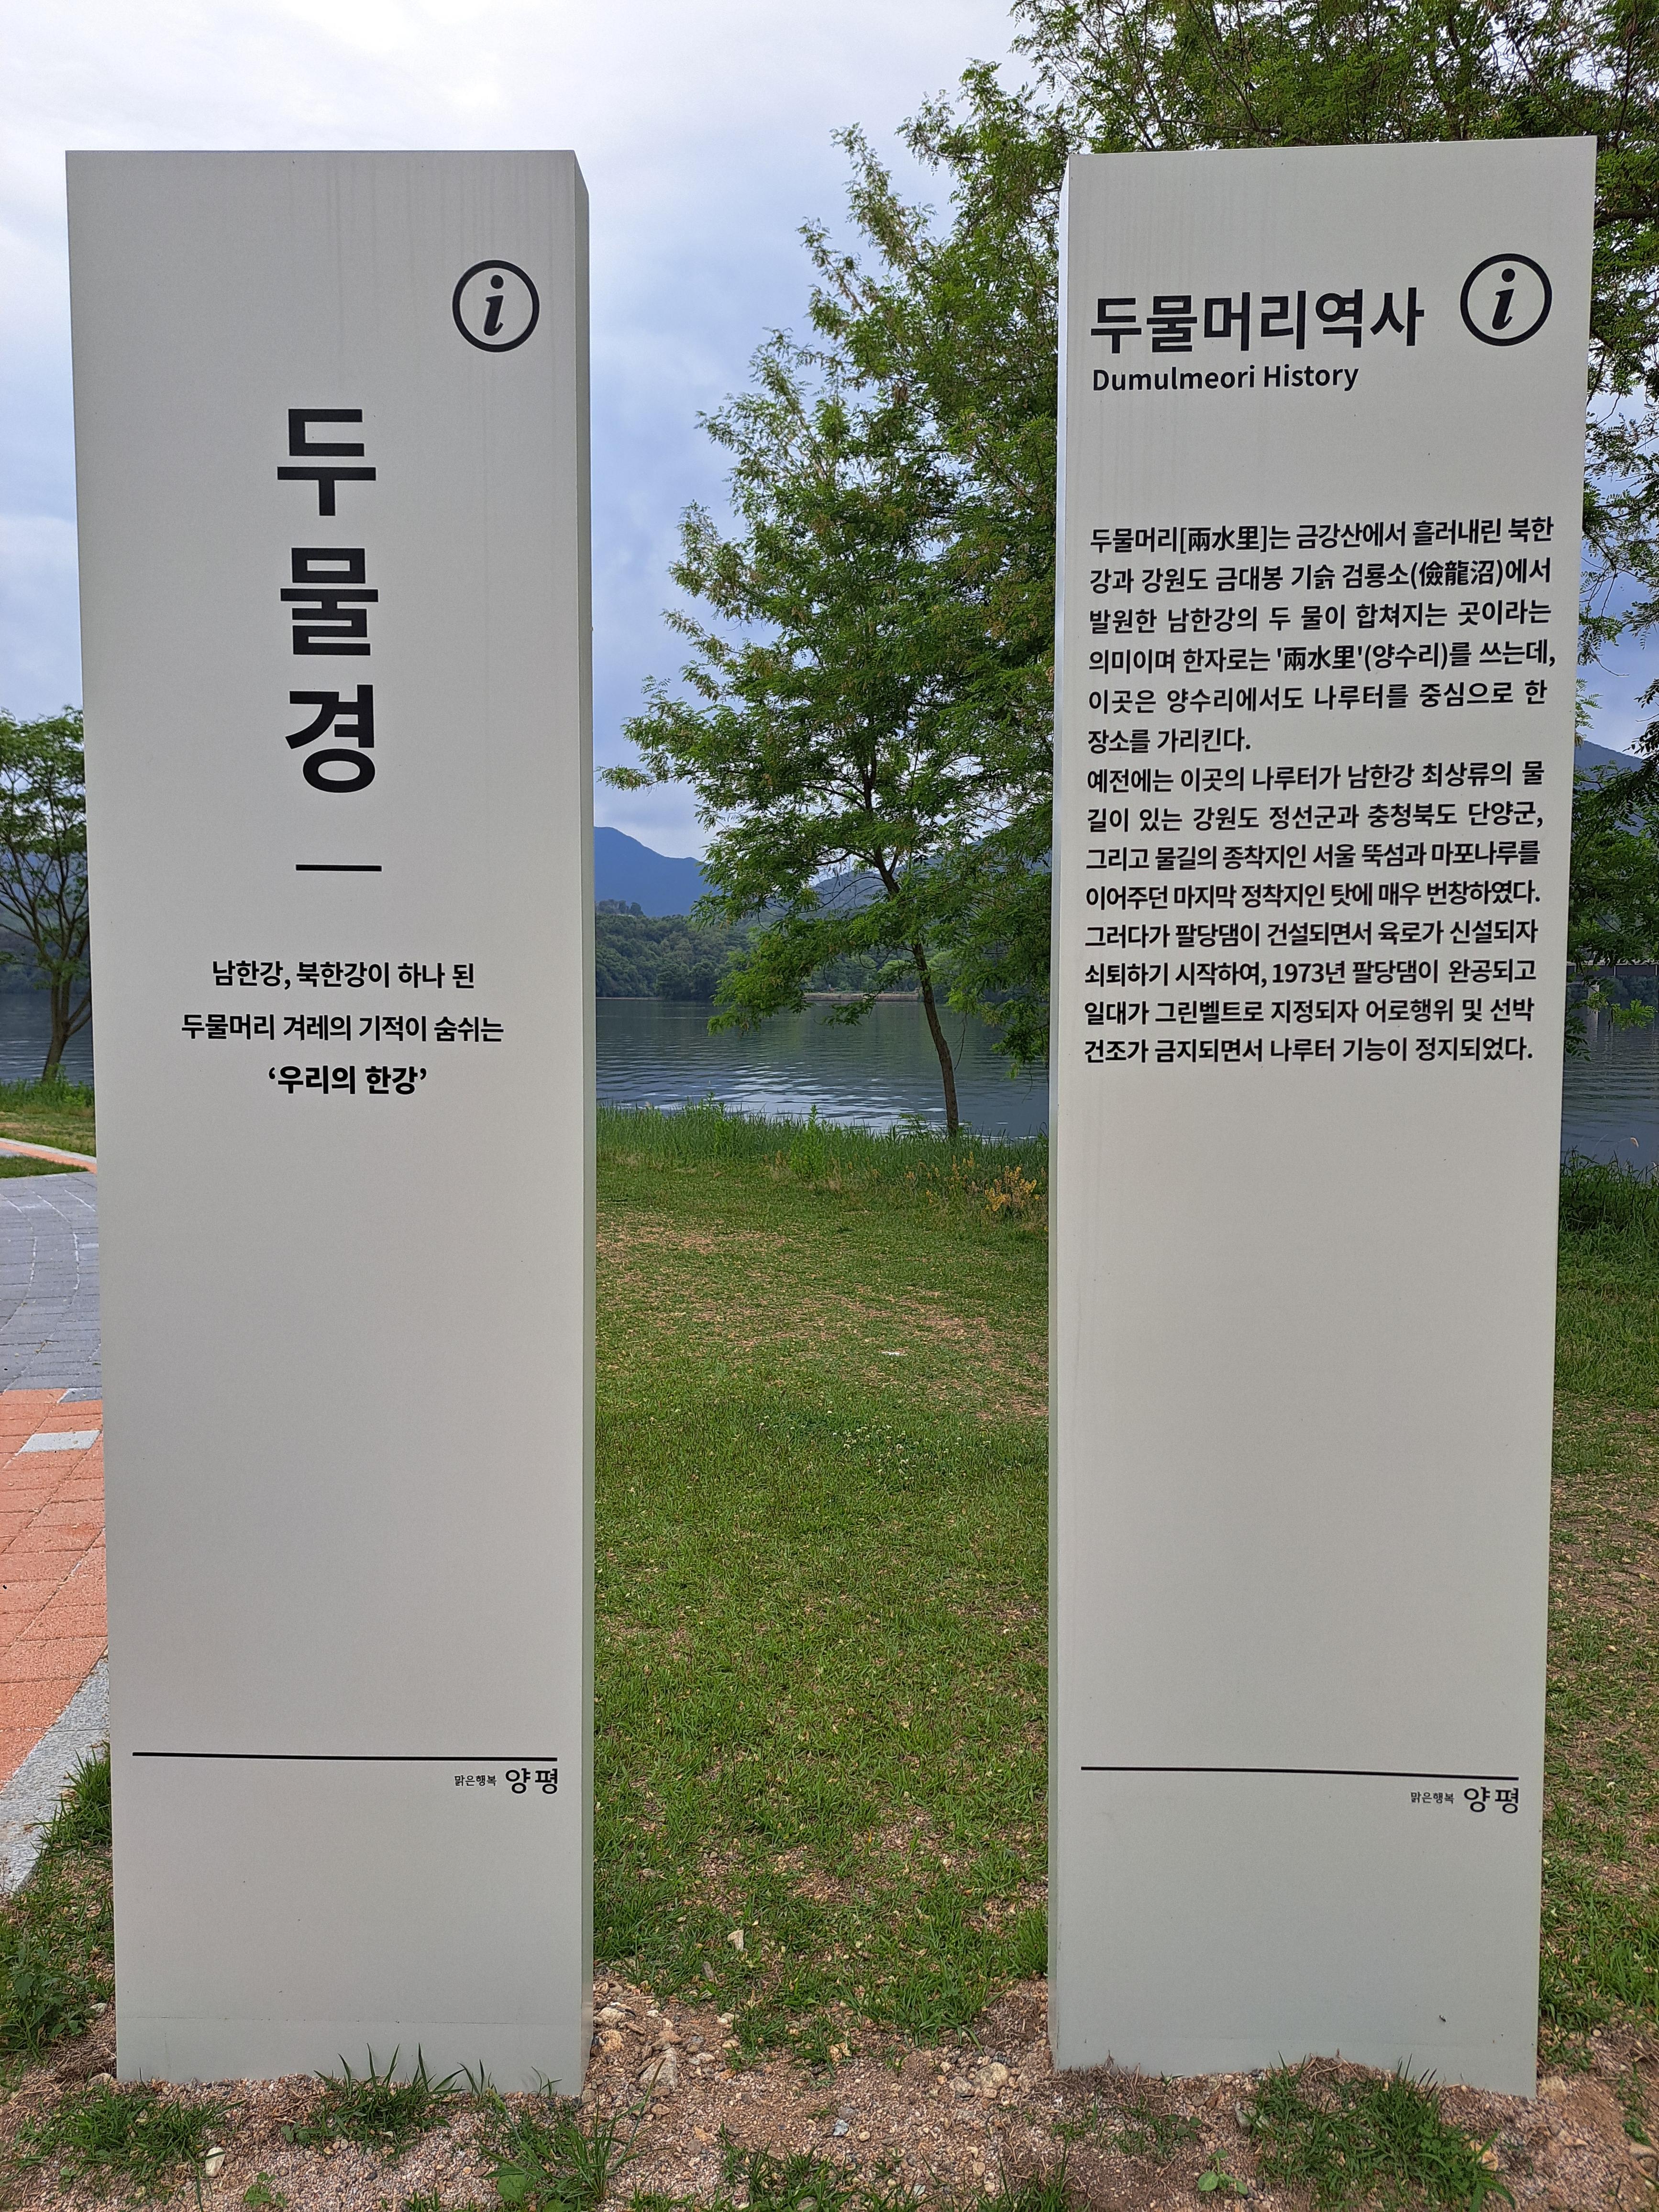 i
두물경
남한강, 북한강이 하나 된
두물머리 겨레의 기적이 숨쉬는
‘우리의 한강’
맑은행복 양평
두물머리역사 i
Dumulmeori History
두물머리[兩水里]는 금강산에서 흘러내린 북한
강과 강원도 금대봉 기슭 검룡소(儉龍沼)에서
발원한 남한강의 두 물이 합쳐지는 곳이라는
의미이며 한자로는 '兩水里'(양수리)를 쓰는데,
이곳은 양수리에서도 나루터를 중심으로 한
장소를 가리킨다.
예전에는 이곳의 나루터가 남한강 최상류의 물
길이 있는 강원도 정선군과 충청북도 단양군,
그리고 물길의 종착지인 서울 뚝섬과 마포나루를
이어주던 마지막 정착지인 탓에 매우 번창하였다.
그러다가 팔당댐이 건설되면서 육로가 신설되자
쇠퇴하기 시작하여, 1973년 팔당댐이 완공되고
일대가 그린벨트로 지정되자 어로행위 및 선박
건조가 금지되면서 나루터 기능이 정지되었다.
맑은행복 양평